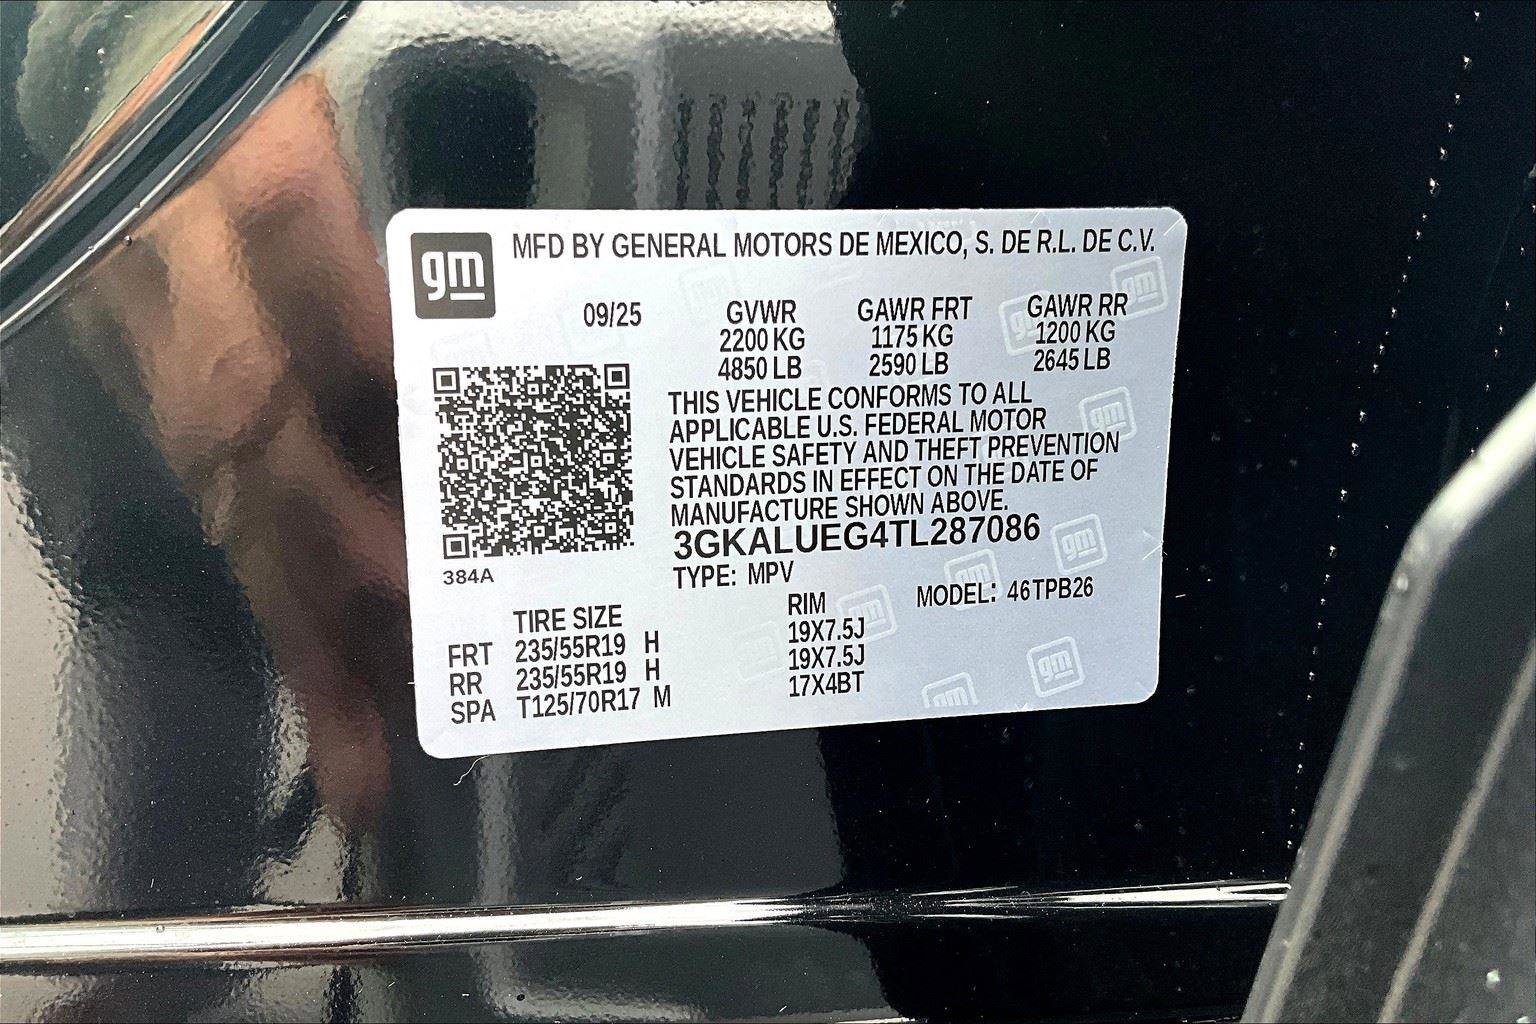 gm MFD BY GENERAL MOTORS DE MEXICO, S. DE R.L. DE C.V.
09/25 GVWR GAWR FRT GAWR RR
2200 KG 1175 KG 1200 KG
4850 LB 2590 LB 2645 LB
THIS VEHICLE CONFORMS TO ALL
APPLICABLE U.S. FEDERAL MOTOR
VEHICLE SAFETY AND THEFT PREVENTION
STANDARDS IN EFFECT ON THE DATE OF
MANUFACTURE SHOWN ABOVE.
3GKALUEG4TL287086
384A TYPE: MPV
TIRE SIZE RIM MODEL: 46TPB26
FRT 235/55R19 H 19X7.5J
RR 235/55R19 H 19X7.5J
SPA T125/70R17 M 17X4BT